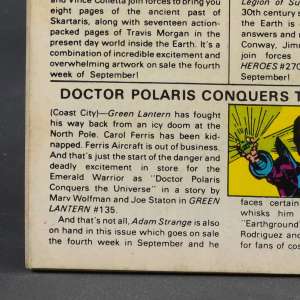 and Vince Colletta join forces to bring you
eight pages of the ancient past of
Skartaris, along with seventeen action-
packed pages of Travis Morgan in the
present day world inside the Earth. It's a
combination of incredible excitement and
overwhelming artwork on sale the fourth
week of September!
Legion of Su
30th century
the Earth is
answers and
Conway, Jim
join forces
HEROES #270
September!
DOCTOR POLARIS CONQUERS T
(Coast City)—Green Lantern has fought
his way back from an icy doom at the
North Pole. Carol Ferris has been kid-
napped. Ferris Aircraft is out of business.
And that's just the start of the danger and
deadly excitement in store for the
Emerald Warrior as "Doctor Polaris
Conquers the Universe" in a story by
Marv Wolfman and Joe Staton in GREEN
LANTERN #135.
And that's not all, Adam Strange is also
on hand in this issue which goes on sale
the fourth week in September and he
faces certain
whisks him
"Earthground
Rodriguez and
for fans of cos